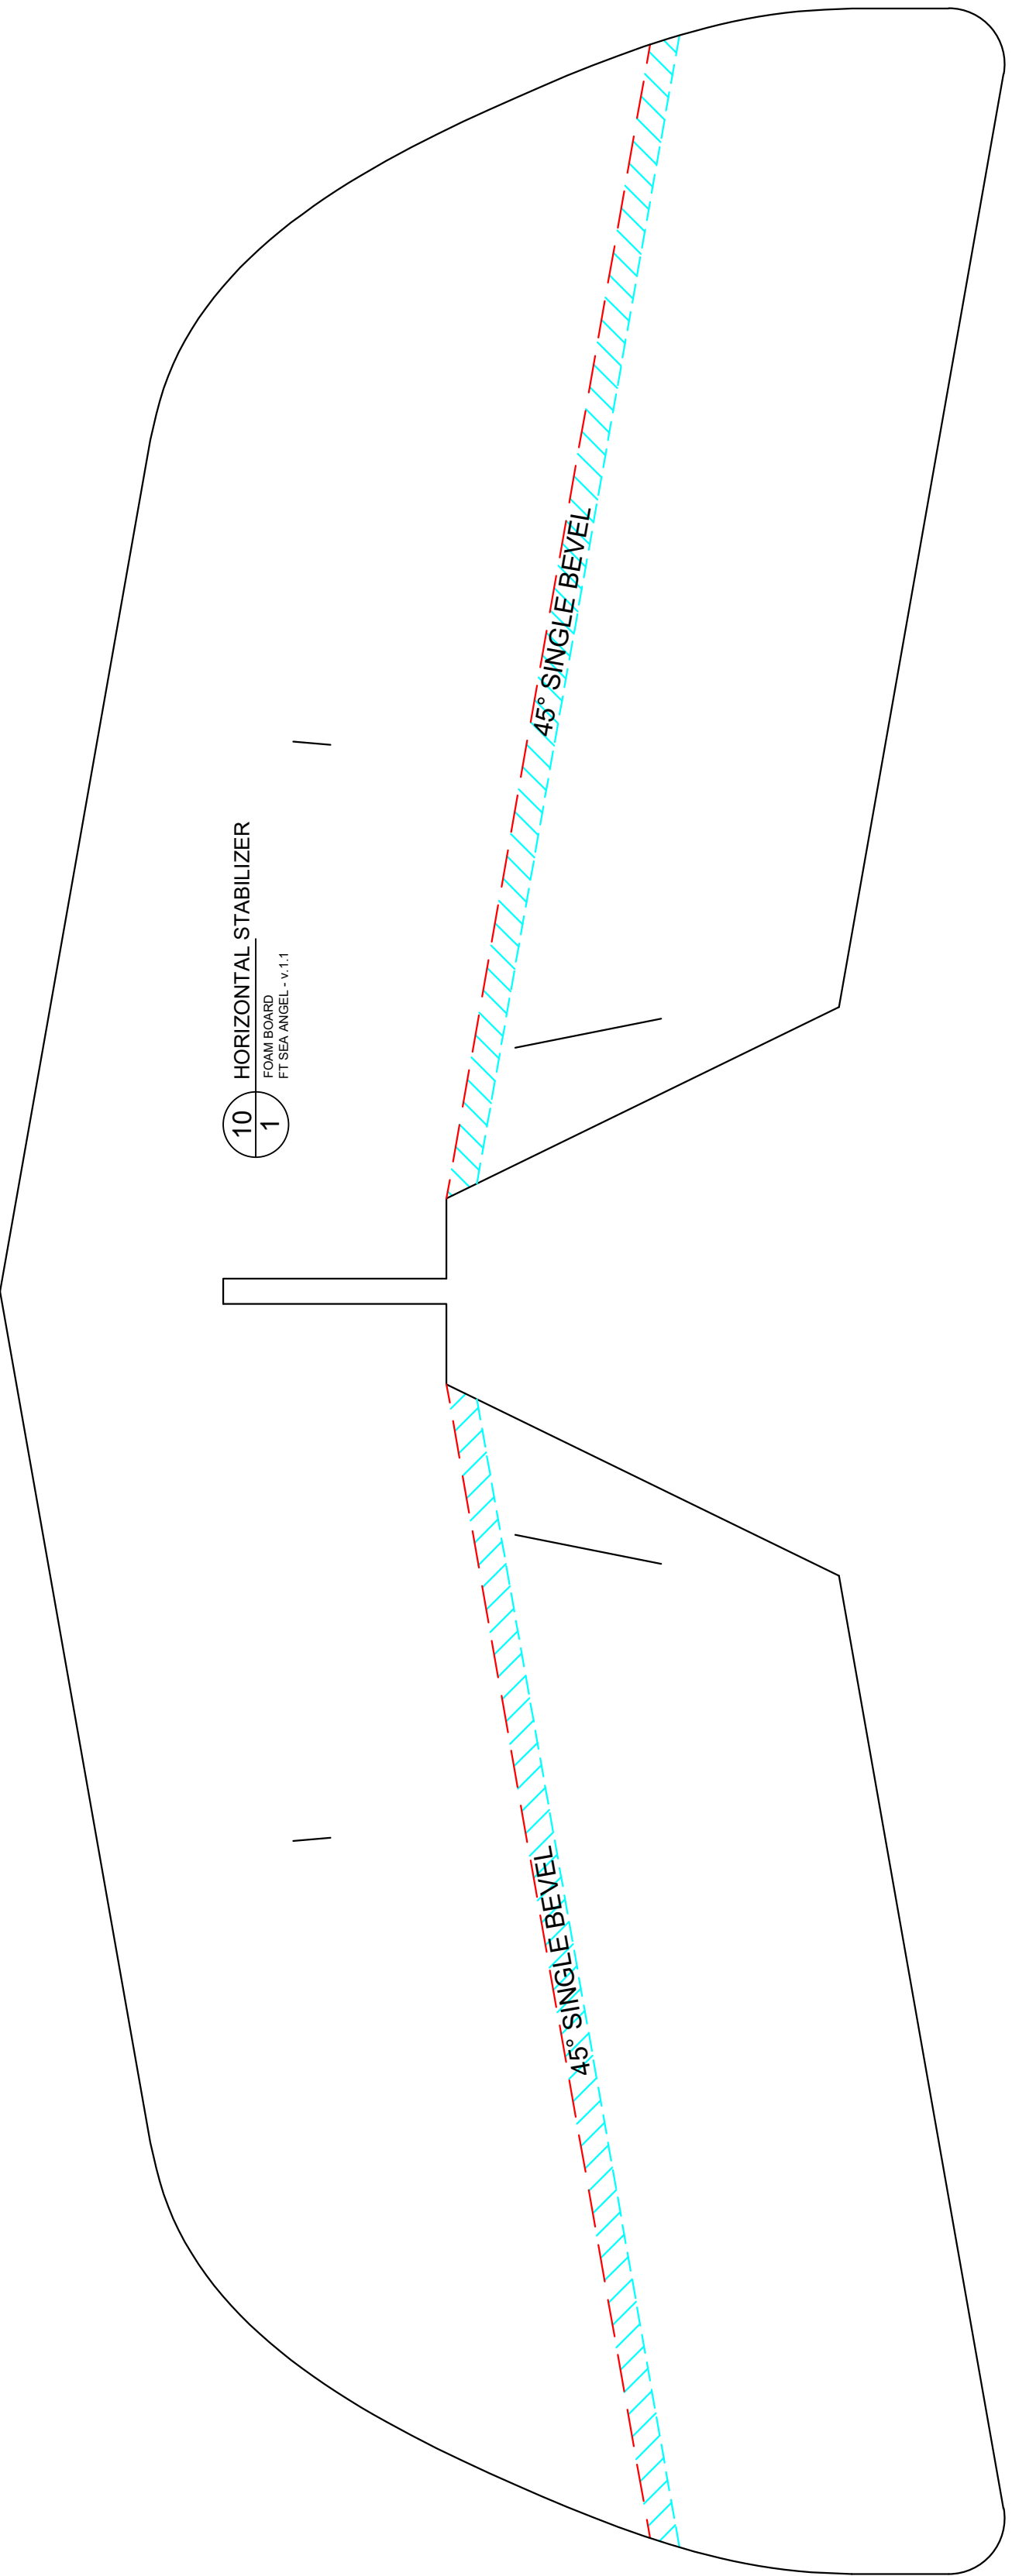 10
1
HORIZONTAL STABILIZER
FOAM BOARD
FT SEA ANGEL - v.1.1
45° SINGLE BEVEL
45° SINGLE BEVEL